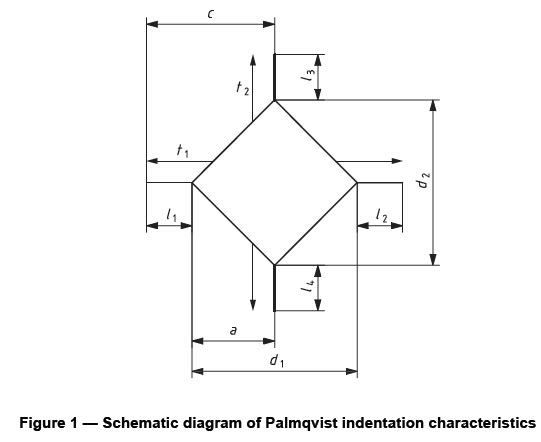 c
l3
t2
t1
d2
l1
l2
l4
a
d1
Figure 1 — Schematic diagram of Palmqvist indentation characteristics